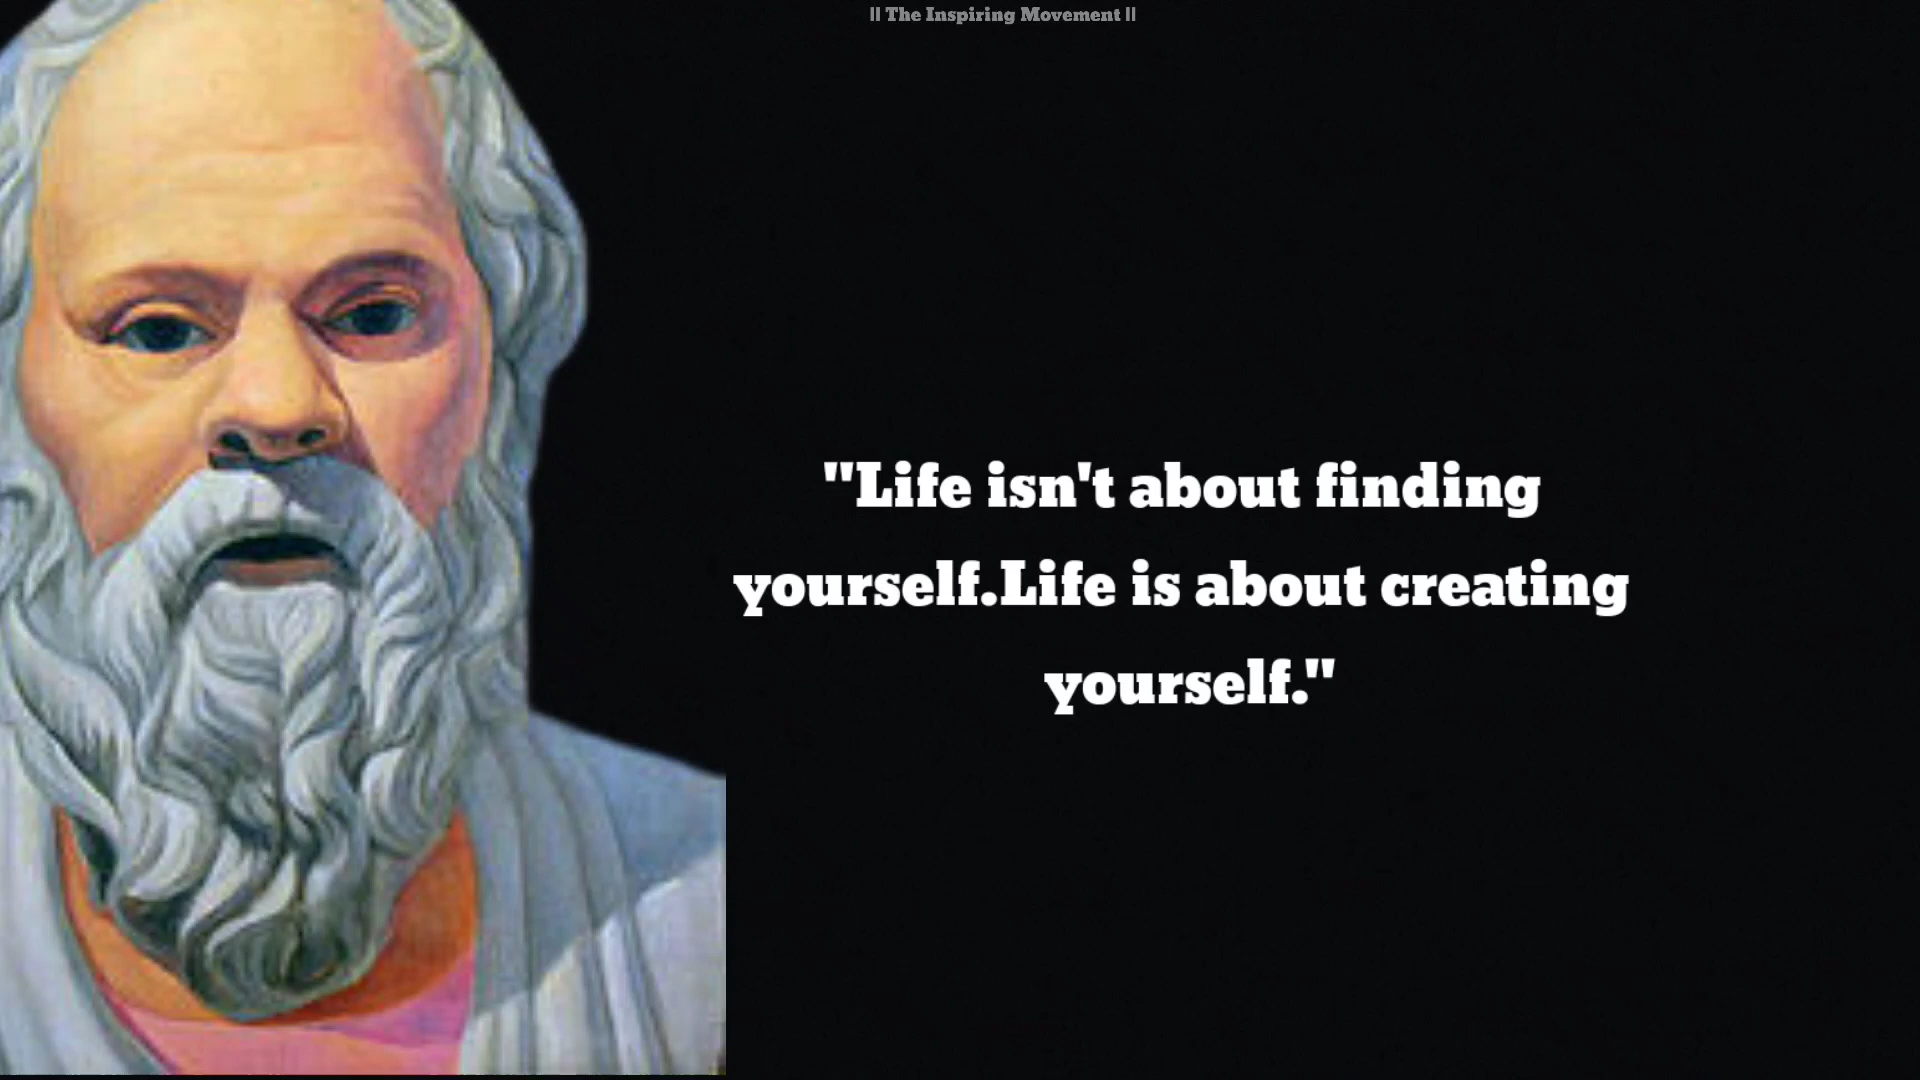 || The Inspiring Movement ||
"Life isn't about finding
yourself.Life is about creating
yourself."